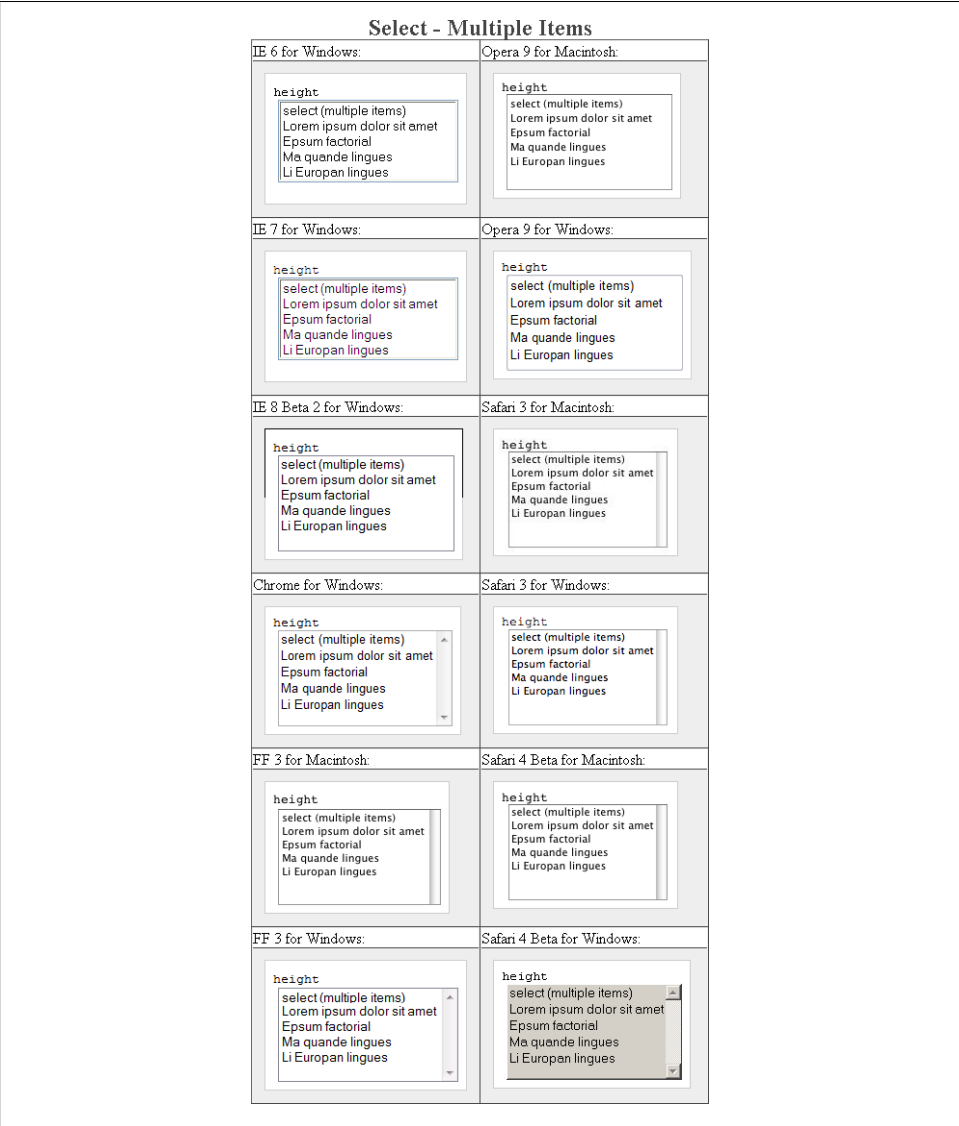 Select - Multiple Items
IE 6 for Windows:
height
select (multiple items)
Lorem ipsum dolor sit amet
Epsum factorial
Ma quande lingues
Li Europan lingues
Opera 9 for Macintosh:
height
select (multiple items)
Lorem ipsum dolor sit amet
Epsum factorial
Ma quande lingues
Li Europan lingues
IE 7 for Windows:
height
select (multiple items)
Lorem ipsum dolor sit amet
Epsum factorial
Ma quande lingues
Li Europan lingues
Opera 9 for Windows:
height
select (multiple items)
Lorem ipsum dolor sit amet
Epsum factorial
Ma quande lingues
Li Europan lingues
IE 8 Beta 2 for Windows:
height
select (multiple items)
Lorem ipsum dolor sit amet
Epsum factorial
Ma quande lingues
Li Europan lingues
Safari 3 for Macintosh:
height
select (multiple items)
Lorem ipsum dolor sit amet
Epsum factorial
Ma quande lingues
Li Europan lingues
Chrome for Windows:
height
select (multiple items)
Lorem ipsum dolor sit amet
Epsum factorial
Ma quande lingues
Li Europan lingues
Safari 3 for Windows:
height
select (multiple items)
Lorem ipsum dolor sit amet
Epsum factorial
Ma quande lingues
Li Europan lingues
FF 3 for Macintosh:
height
select (multiple items)
Lorem ipsum dolor sit amet
Epsum factorial
Ma quande lingues
Li Europan lingues
Safari 4 Beta for Macintosh:
height
select (multiple items)
Lorem ipsum dolor sit amet
Epsum factorial
Ma quande lingues
Li Europan lingues
FF 3 for Windows:
height
select (multiple items)
Lorem ipsum dolor sit amet
Epsum factorial
Ma quande lingues
Li Europan lingues
Safari 4 Beta for Windows:
height
select (multiple items)
Lorem ipsum dolor sit amet
Epsum factorial
Ma quande lingues
Li Europan lingues